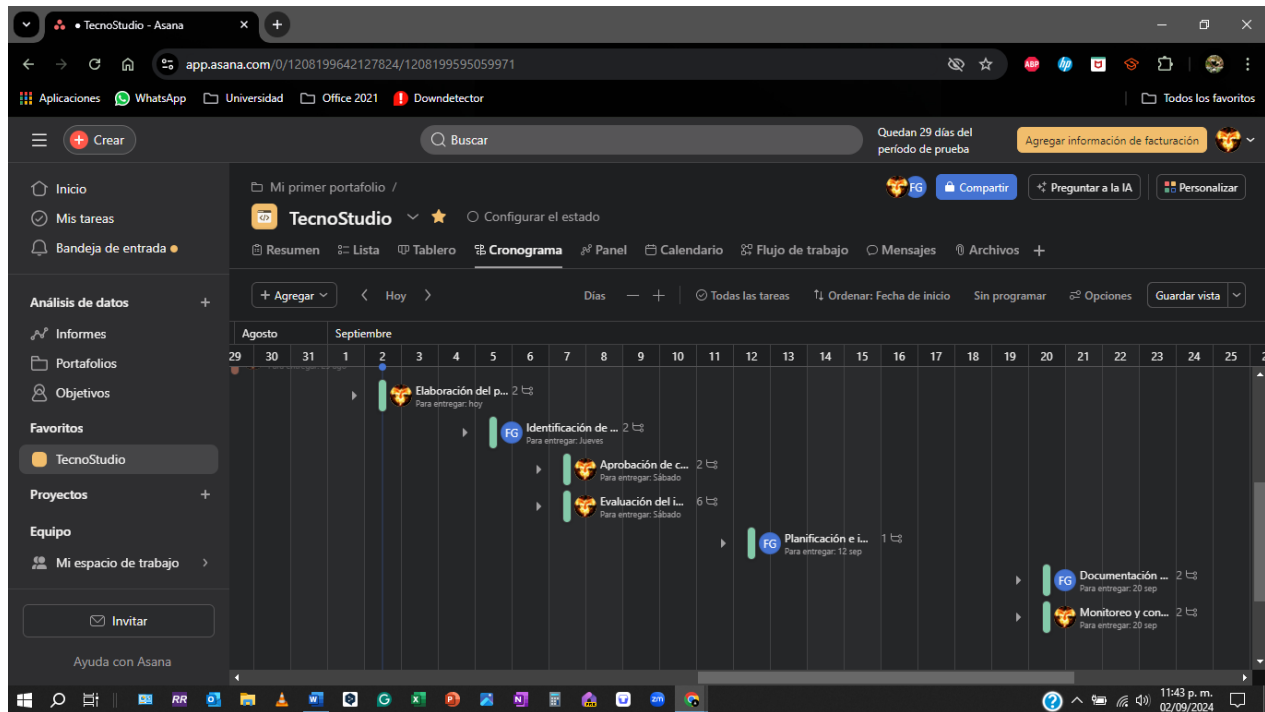 TecnoStudio - Asana
app.asana.com/0/1208199642127824/1208199595059971
ABP
hp
Aplicaciones WhatsApp Universidad Office 2021 Downdetector Todos los favoritos
Crear
Buscar
Quedan 29 días del
período de prueba
Agregar información de facturación
Inicio
Mis tareas
Bandeja de entrada
Análisis de datos
Informes
Portafolios
Objetivos
Favoritos
TecnoStudio
Proyectos
Equipo
Mi espacio de trabajo
Invitar
Ayuda con Asana
Mi primer portafolio /
FG Compartir Preguntar a la IA Personalizar
TecnoStudio Configurar el estado
Resumen Lista Tablero Cronograma Panel Calendario Flujo de trabajo Mensajes Archivos +
+ Agregar Hoy Días — + Todas las tareas Ordenar: Fecha de inicio Sin programar Opciones Guardar vista
Agosto Septiembre
29 30 31 1 2 3 4 5 6 7 8 9 10 11 12 13 14 15 16 17 18 19 20 21 22 23 24 25
Elaboración del p... 2
Para entregar: hoy
FG Identificación de ... 2
Para entregar: Jueves
Aprobación de c... 2
Para entregar: Sábado
Evaluación del i... 6
Para entregar: Sábado
FG Planificación e i... 1
Para entregar: 12 sep
FG Documentación ... 2
Para entregar: 20 sep
Monitoreo y con... 2
Para entregar: 20 sep
RR
zm
11:43 p. m.
02/09/2024